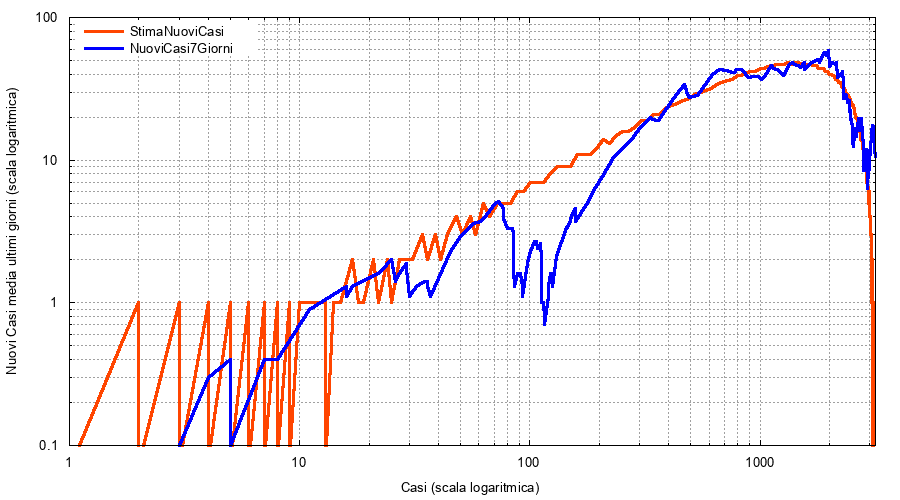 StimaNuoviCasi
NuoviCasi7Giorni
Nuovi Casi media ultimi giorni (scala logaritmica)
100
10
1
0.1
1 10 100 1000
Casi (scala logaritmica)